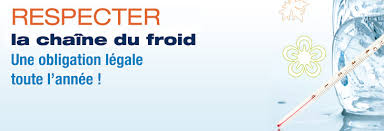 RESPECTER
la chaîne du froid
Une obligation légale
toute l'année !